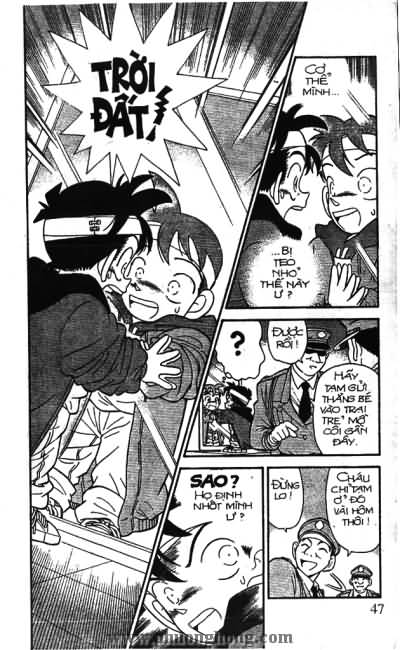 TRỜI
ĐẤT!
CƠ
THỂ
MÌNH...
...BỊ
TEO
NHỎ
THẾ NÀY
Ư?
?
ĐƯỢC
RỒI!
HÃY
TẠM GỬI
THẰNG BÉ
VÀO TRẠI
TRẺ MỒ
CÔI GẦN
ĐÂY.
SAO?
HỌ ĐỊNH
NHỐT MÌNH
Ư?
ĐỪNG
LO!
CHÁU
CHỈ TẠM
Ở ĐÓ
VÀI HÔM
THÔI!
47